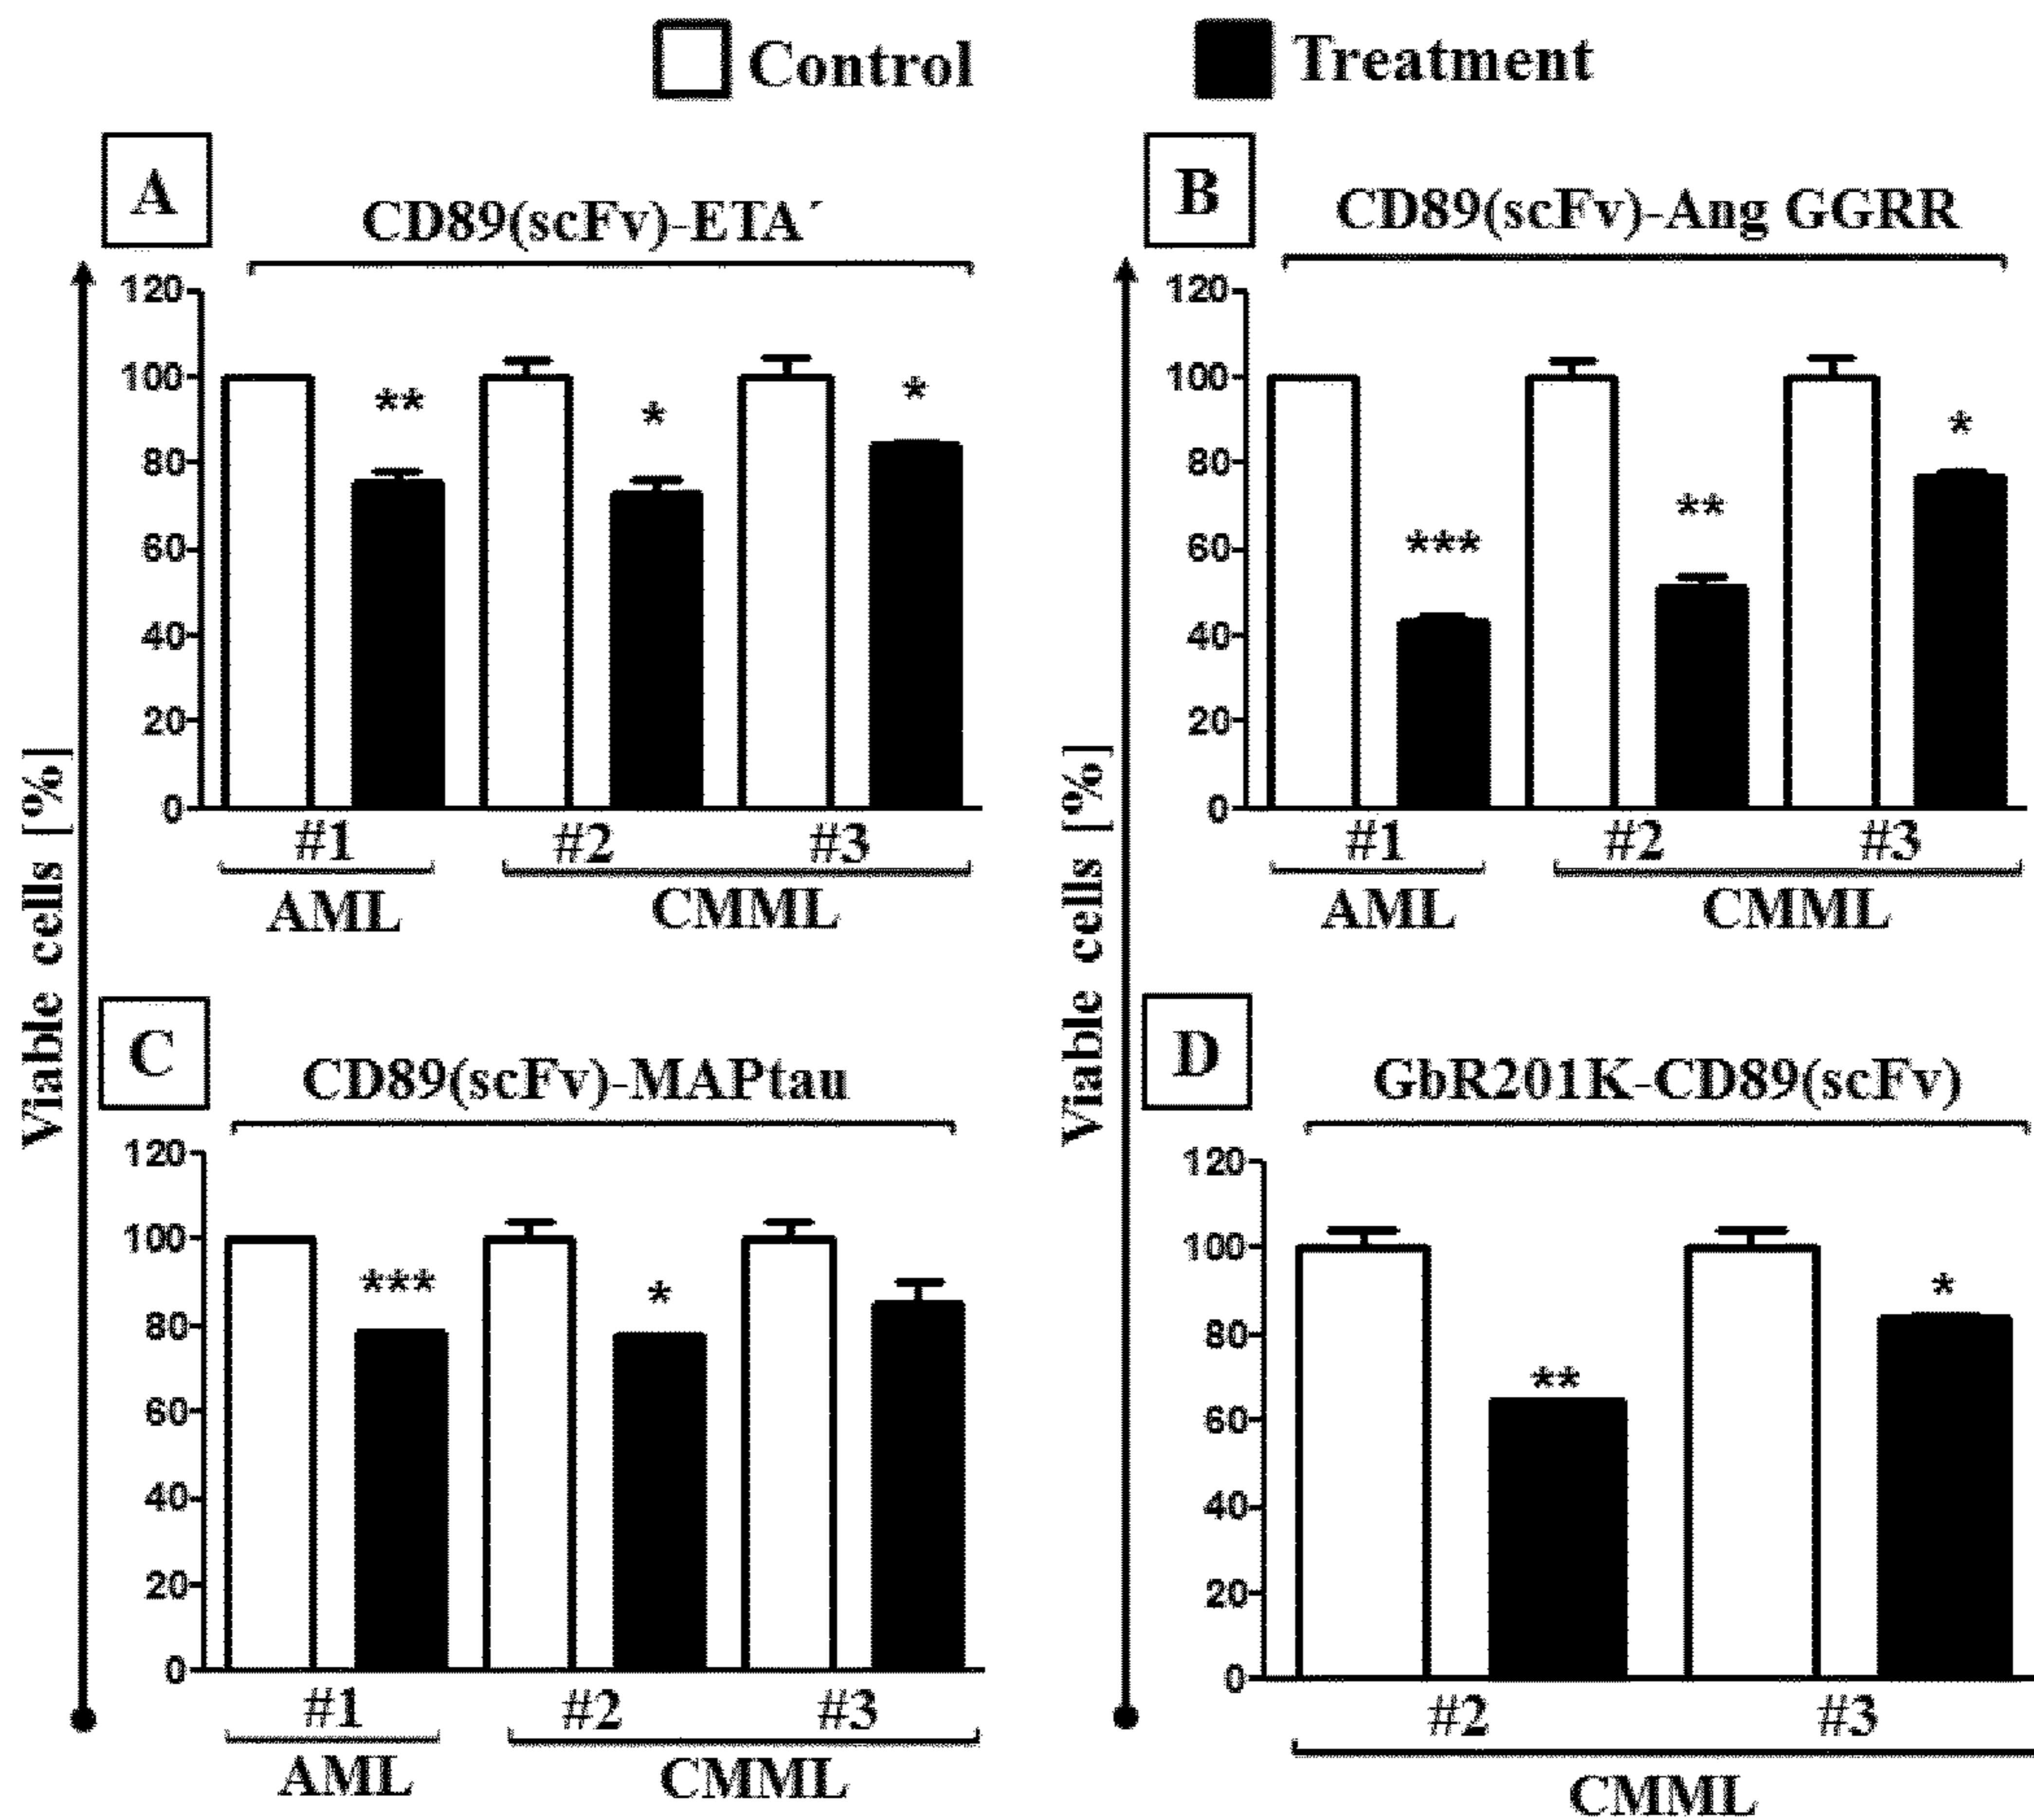 Control Treatment
A
CD89(scFv)-ETA´
Viable cells [%]
120
100
80
60
40
20
0
** * *
#1 #2 #3
AML CMML
B
CD89(scFv)-Ang GGRR
Viable cells [%]
120
100
80
60
40
20
0
*** ** *
#1 #2 #3
AML CMML
C
CD89(scFv)-MAPtau
120
100
80
60
40
20
0
*** *
#1 #2 #3
AML CMML
D
GbR201K-CD89(scFv)
120
100
80
60
40
20
0
** *
#2 #3
CMML